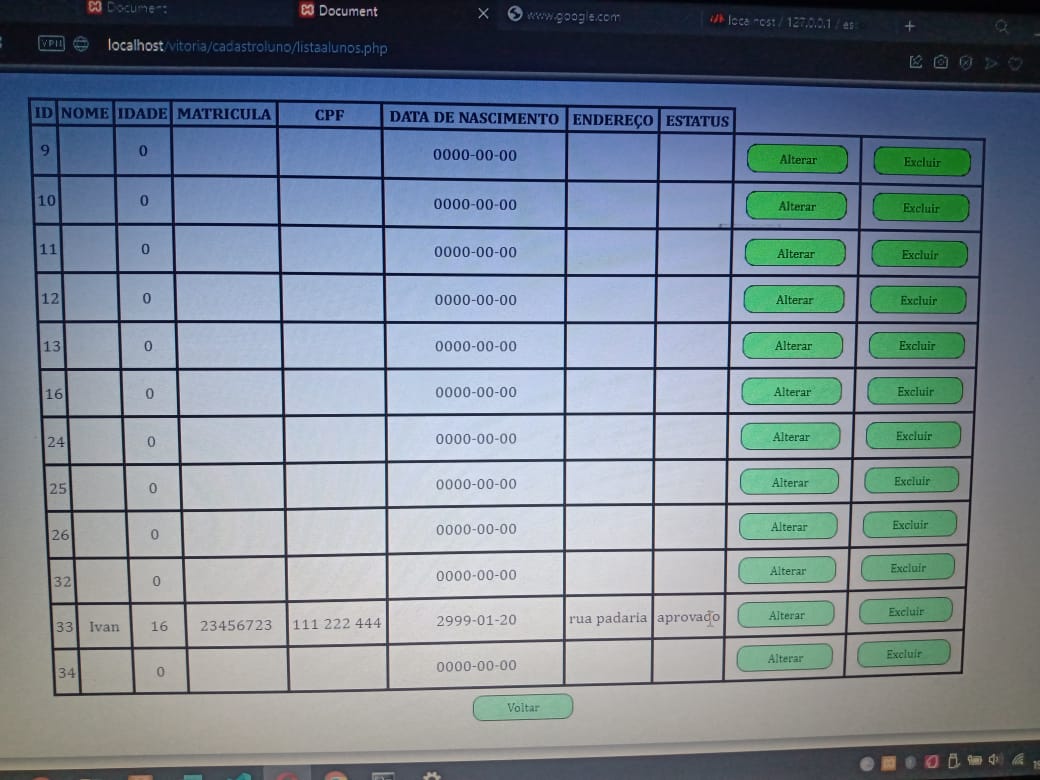 Document
Document
www.google.com
VPN
localhost/vitoria/cadastroluno/listaalunos.php
ID NOME IDADE MATRICULA CPF DATA DE NASCIMENTO ENDEREÇO ESTATUS
9 0 0000-00-00 Alterar Excluir
10 0 0000-00-00 Alterar Excluir
11 0 0000-00-00 Alterar Excluir
12 0 0000-00-00 Alterar Excluir
13 0 0000-00-00 Alterar Excluir
16 0 0000-00-00 Alterar Excluir
24 0 0000-00-00 Alterar Excluir
25 0 0000-00-00 Alterar Excluir
26 0 0000-00-00 Alterar Excluir
32 0 0000-00-00 Alterar Excluir
33 Ivan 16 23456723 111 222 444 2999-01-20 rua padaria aprovado Alterar Excluir
34 0 0000-00-00 Alterar Excluir
Voltar